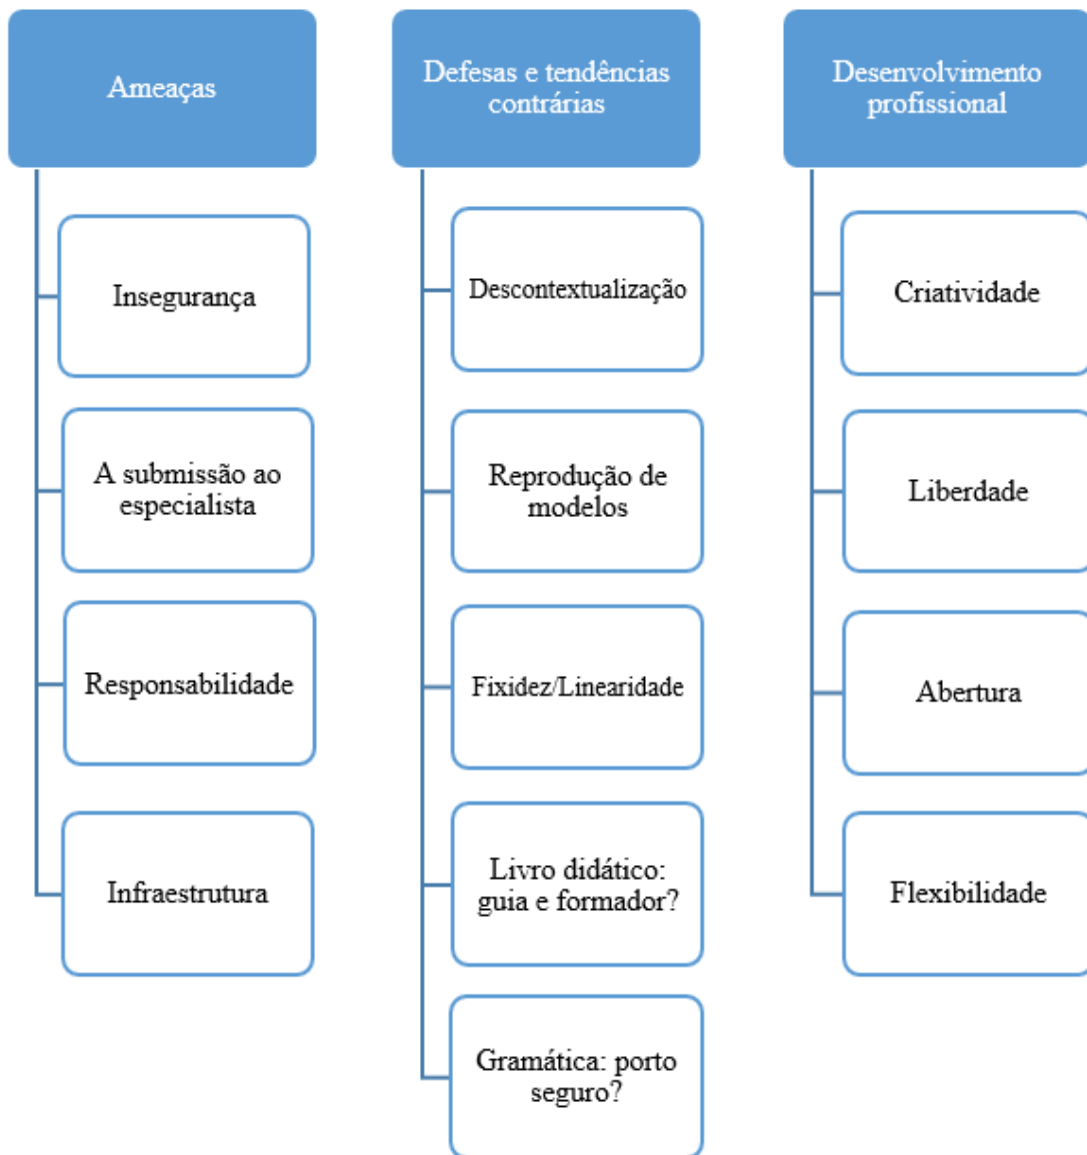 Ameaças
Insegurança
A submissão ao
especialista
Responsabilidade
Infraestrutura
Defesas e tendências
contrárias
Descontextualização
Reprodução de
modelos
Fixidez/Linearidade
Livro didático:
guia e formador?
Gramática: porto
seguro?
Desenvolvimento
profissional
Criatividade
Liberdade
Abertura
Flexibilidade